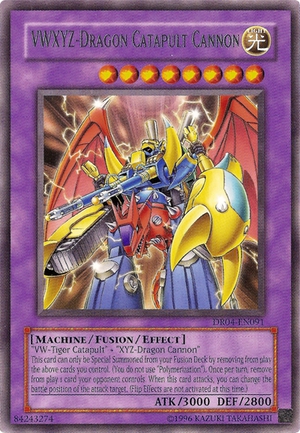 VWXYZ-Dragon Catapult Cannon
LIGHT
光
DR04-EN091
[Machine/Fusion/Effect]
"VW-Tiger Catapult" + "XYZ-Dragon Cannon"
This card can only be Special Summoned from your Fusion Deck by removing from play
the above cards you control. (You do not use "Polymerization"). Once per turn, remove
from play 1 card your opponent controls. When this card attacks, you can change the
battle position of the attack target. (Flip Effects are not activated at this time.)
ATK/3000 DEF/2800
84243274
©1996 KAZUKI TAKAHASHI